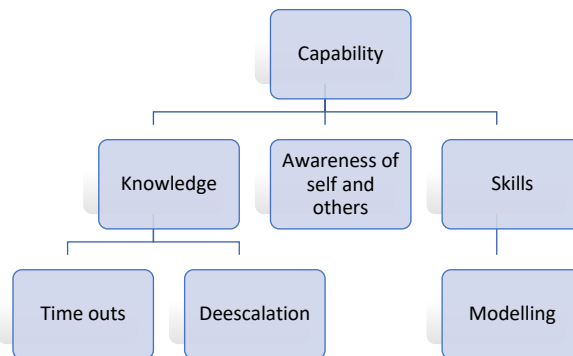 Capability
Knowledge
Awareness of
self and
others
Skills
Time outs
Deescalation
Modelling